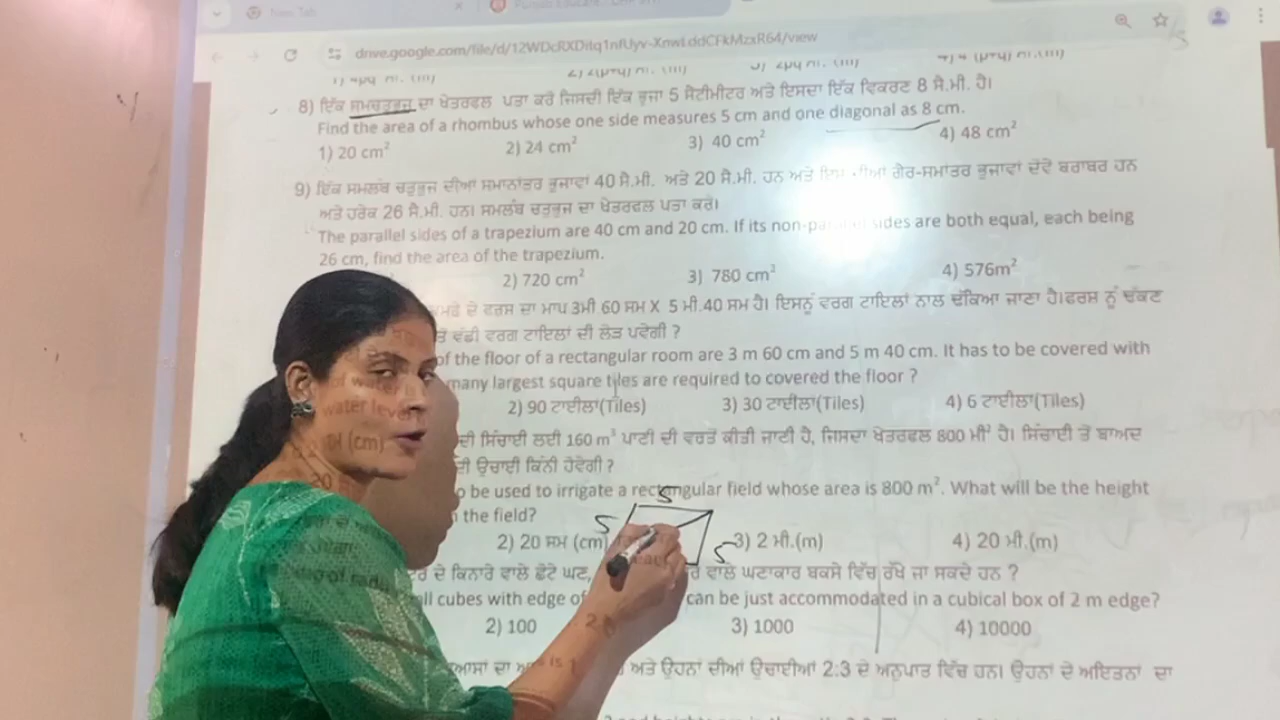 New Tab
drive.google.com/file/d/12WDcRXDitq1nfUyv-XnwLddCFkMzxR64/view
8) ਇੱਕ ਸਮਚਤੁਭੁਜ ਦਾ ਖੇਤਰਫਲ ਪਤਾ ਕਰੋ ਜਿਸਦੀ ਇੱਕ ਭੁਜਾ 5 ਸੈਂਟੀਮੀਟਰ ਅਤੇ ਇਸਦਾ ਇੱਕ ਵਿਕਰਣ 8 ਸੈ.ਮੀ. ਹੈ।
Find the area of a rhombus whose one side measures 5 cm and one diagonal as 8 cm.
1) 20 cm² 2) 24 cm² 3) 40 cm² 4) 48 cm²
9) ਇੱਕ ਸਮਲੰਬ ਚਤੁਭੁਜ ਦੀਆਂ ਸਮਾਨਾਂਤਰ ਭੁਜਾਵਾਂ 40 ਸੈ.ਮੀ. ਅਤੇ 20 ਸੈ.ਮੀ. ਹਨ ਅਤੇ ਗੈਰ-ਸਮਾਂਤਰ ਭੁਜਾਵਾਂ ਦੋਵੇਂ ਬਰਾਬਰ ਹਨ
ਅਤੇ ਹਰੇਕ 26 ਸੈ.ਮੀ. ਹਨ। ਸਮਲੰਬ ਚਤੁਭੁਜ ਦਾ ਖੇਤਰਫਲ ਪਤਾ ਕਰੋ।
The parallel sides of a trapezium are 40 cm and 20 cm. If its sides are both equal, each being
26 cm, find the area of the trapezium.
2) 720 cm² 3) 780 cm² 4) 576m²
ਦੇ ਫਰਸ਼ ਦਾ ਮਾਪ 3ਮੀ 60 ਸਮ X 5 ਮੀ.40 ਸਮ ਹੈ। ਇਸਨੂੰ ਵਰਗ ਟਾਇਲਾਂ ਨਾਲ ਢੱਕਿਆ ਜਾਣਾ ਹੈ।ਫਰਸ਼ ਨੂੰ ਢੱਕਣ
ਤੋਂ ਵੱਡੀ ਵਰਗ ਟਾਇਲਾਂ ਦੀ ਲੋੜ ਪਵੇਗੀ ?
of the floor of a rectangular room are 3 m 60 cm and 5 m 40 cm. It has to be covered with
many largest square tiles are required to covered the floor ?
2) 90 ਟਾਈਲਾਂ(Tiles) 3) 30 ਟਾਈਲਾਂ(Tiles) 4) 6 ਟਾਈਲਾਂ(Tiles)
ਦੀ ਸਿੰਚਾਈ ਲਈ 160 m³ ਪਾਣੀ ਦੀ ਵਰਤੋਂ ਕੀਤੀ ਜਾਂਦੀ ਹੈ, ਜਿਸਦਾ ਖੇਤਰਫਲ 800 ਮੀ² ਹੈ। ਸਿੰਚਾਈ ਤੋਂ ਬਾਅਦ
ਦੀ ਉਚਾਈ ਕਿੰਨੀ ਹੋਵੇਗੀ ?
o be used to irrigate a rectangular field whose area is 800 m². What will be the height
the field?
5
5
5
2) 20 ਸਮ (cm) 3) 2 ਮੀ.(m) 4) 20 ਮੀ.(m)
ਦੇ ਕਿਨਾਰੇ ਵਾਲੇ ਛੋਟੇ ਘਣ, ਵਾਲੇ ਘਣਾਕਾਰ ਬਕਸੇ ਵਿੱਚ ਰੱਖੇ ਜਾ ਸਕਦੇ ਹਨ ?
cubes with edge of can be just accommodated in a cubical box of 2 m edge?
2) 100 3) 1000 4) 10000
ਅਤੇ ਉਹਨਾਂ ਦੀਆਂ ਉਚਾਈਆਂ 2:3 ਦੇ ਅਨੁਪਾਤ ਵਿੱਚ ਹਨ। ਉਹਨਾਂ ਦੇ ਆਇਤਨਾਂ ਦਾ